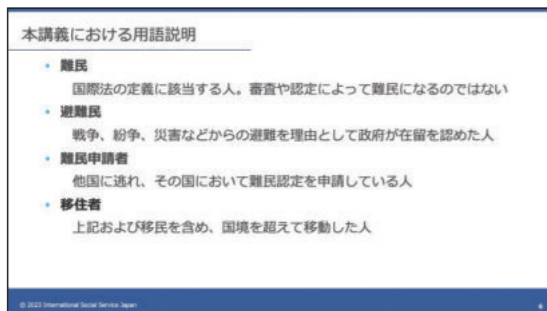 本講義における用語説明
• 難民
国際法の定義に該当する人。審査や認定によって難民になるのではない
• 避難民
戦争、紛争、災害などからの避難を理由として政府が在留を認めた人
• 難民申請者
他国に逃れ、その国において難民認定を申請している人
• 移住者
上記および移民を含め、国境を超えて移動した人
© 2023 International Social Service Japan